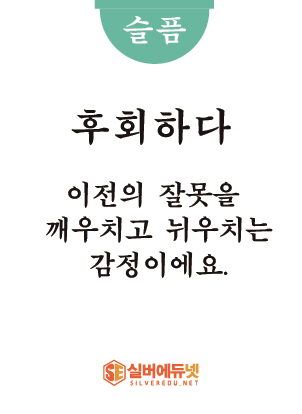 슬픔
후회하다
이전의 잘못을
깨우치고 뉘우치는
감정이에요.
SE 실버에듀넷
SILVEREDU.NET